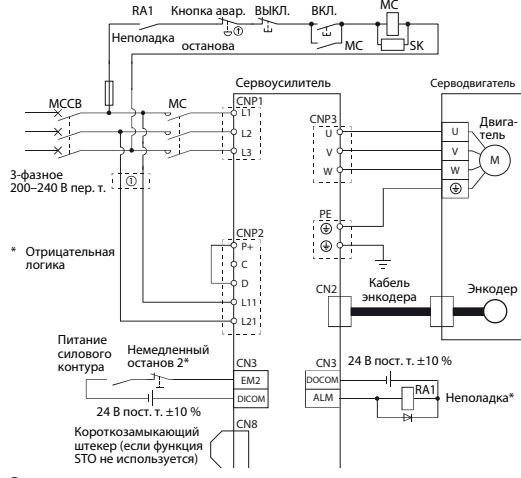 RA1 Кнопка авар. ВЫКЛ. ВКЛ. MC
①
Неполадка останова MC SK
Сервоусилитель Серводвигатель
MCCB MC CNP1
L1
L2
L3
CNP3
U
V
W
U
V
W
Двига-
тель
M
3-фазное
200–240 В пер. т.
①
PE
* Отрицательная
логика
CNP2
P+
C
D
L11
L21
CN2 Кабель
энкодера
Энкодер
Питание
силового
контура
Немедленный
останов 2*
CN3
EM2
DICOM
24 В пост. т. ±10 %
CN3 24 В пост. т. ±10 %
DOCOM
ALM
RA1 Неполадка*
CN8
Короткозамыкающий
штекер (если функция
STO не используется)